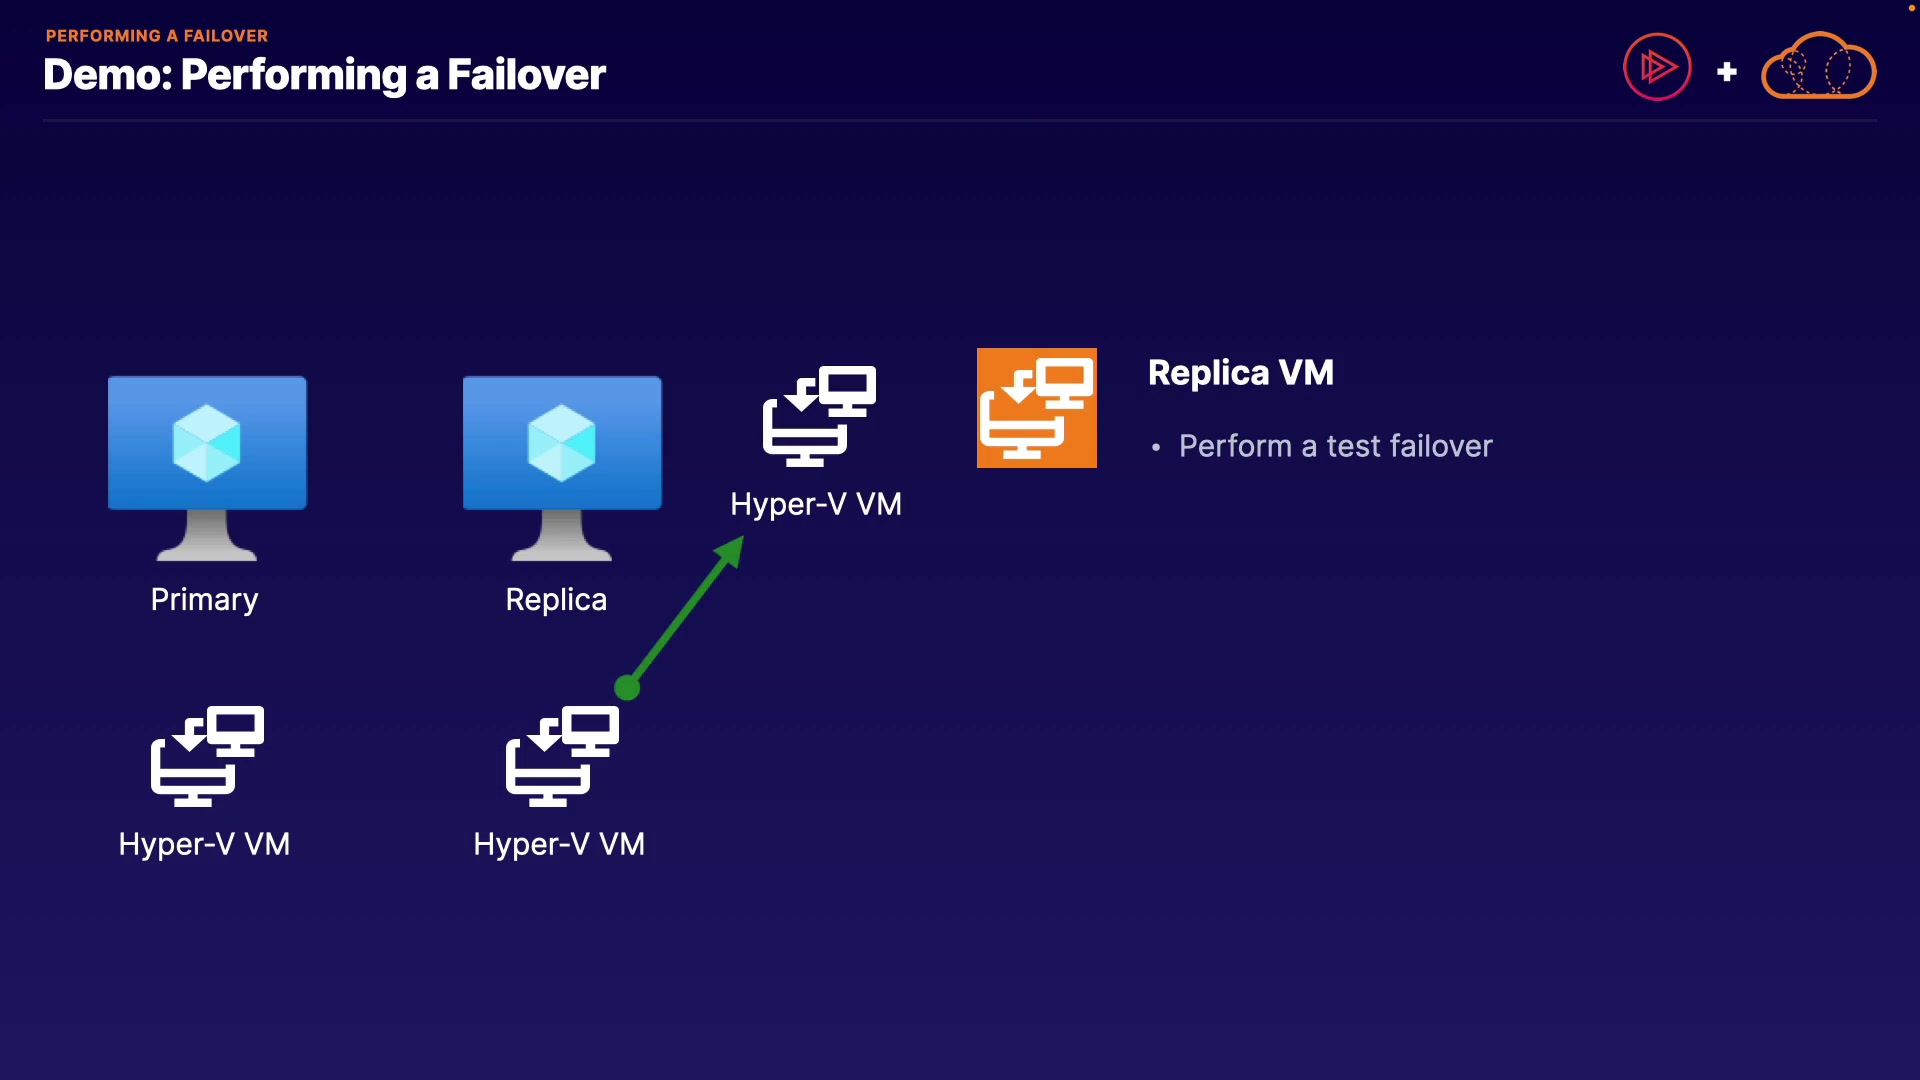 PERFORMING A FAILOVER
Demo: Performing a Failover
Replica VM
• Perform a test failover
Hyper-V VM
Primary
Replica
Hyper-V VM
Hyper-V VM